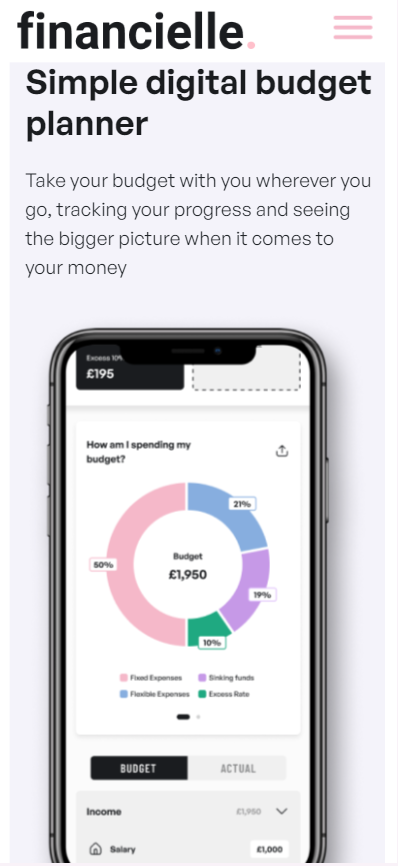 financielle.
Simple digital budget
planner
Take your budget with you wherever you
go, tracking your progress and seeing
the bigger picture when it comes to
your money
Excess 10%
£195
How am I spending my
budget?
21%
50%
Budget
£1,950
19%
10%
Fixed Expenses
Sinking funds
Flexible Expenses
Excess Rate
BUDGET
ACTUAL
Income
£1,950
Salary
£1,000